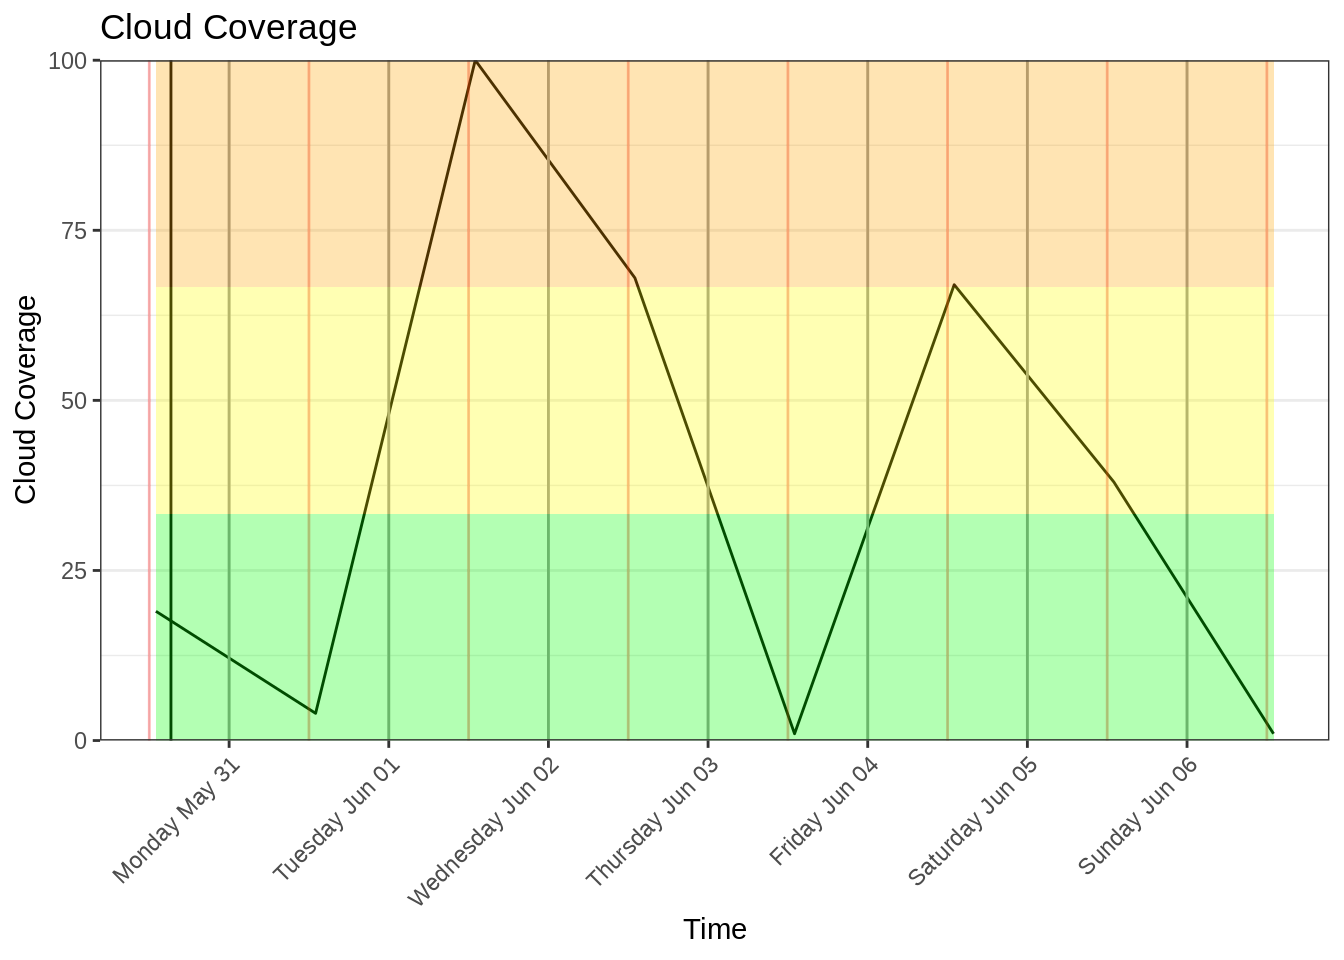 Cloud Coverage
100
75
50
25
0
Cloud Coverage
Monday May 31
Tuesday Jun 01
Wednesday Jun 02
Thursday Jun 03
Friday Jun 04
Saturday Jun 05
Sunday Jun 06
Time